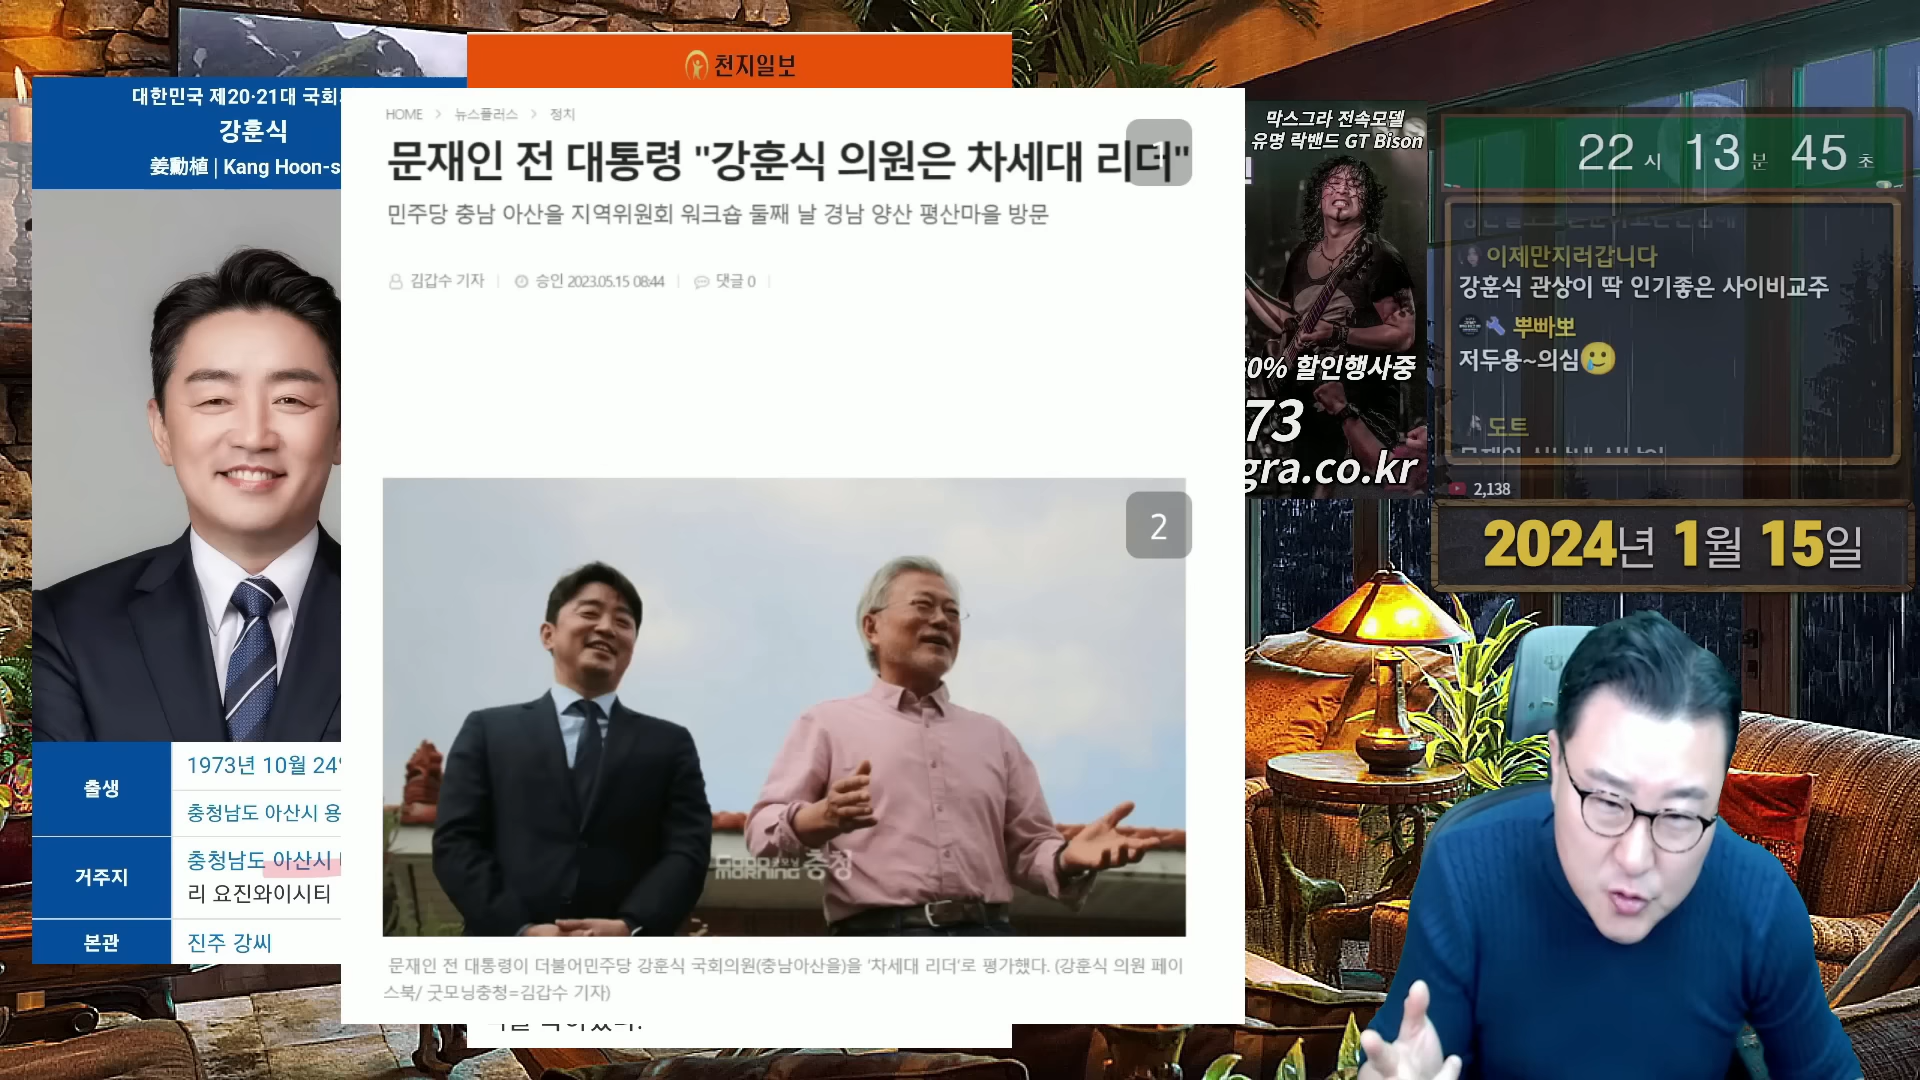 천지일보
대한민국 제20·21대 국회
강훈식
姜勳植 | Kang Hoon-s
출생
1973년 10월 24
충청남도 아산시 용
거주지
충청남도 아산시
리 요진와이시티
본관
진주 강씨
HOME > 뉴스플러스 > 정치
문재인 전 대통령 "강훈식 의원은 차세대 리더"
민주당 충남 아산을 지역위원회 워크숍 둘째 날 경남 양산 평산마을 방문
김갑수 기자 | 승인 2023.05.15 08:44 | 댓글 0 |
2
GOOD MORNING 굿모닝 충청
문재인 전 대통령이 더불어민주당 강훈식 국회의원(충남아산을)을 '차세대 리더'로 평가했다. (강훈식 의원 페이
스북/ 굿모닝충청=김갑수 기자)
막스그라 전속모델
유명 락밴드 GT Bison
0% 할인행사중
73
gra.co.kr
22 시 13 분 45 초
이제만지러갑니다
강훈식 관상이 딱 인기좋은 사이비교주
뿌빠뽀
저두용~의심
도트
2,138
2024년 1월 15일